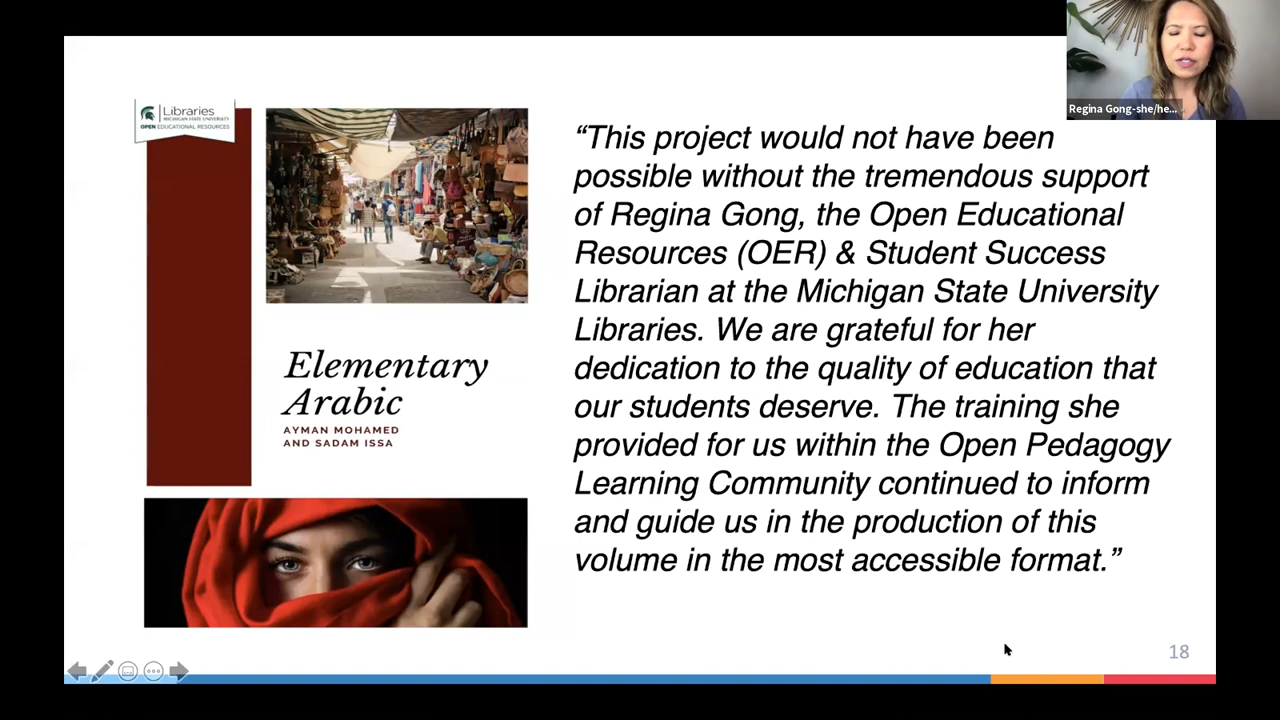 Libraries
MICHIGAN STATE UNIVERSITY
OPEN EDUCATIONAL RESOURCES
Elementary
Arabic
AYMAN MOHAMED
AND SADAM ISSA
“This project would not have been
possible without the tremendous support
of Regina Gong, the Open Educational
Resources (OER) & Student Success
Librarian at the Michigan State University
Libraries. We are grateful for her
dedication to the quality of education that
our students deserve. The training she
provided for us within the Open Pedagogy
Learning Community continued to inform
and guide us in the production of this
volume in the most accessible format.”
Regina Gong-she/he...
18